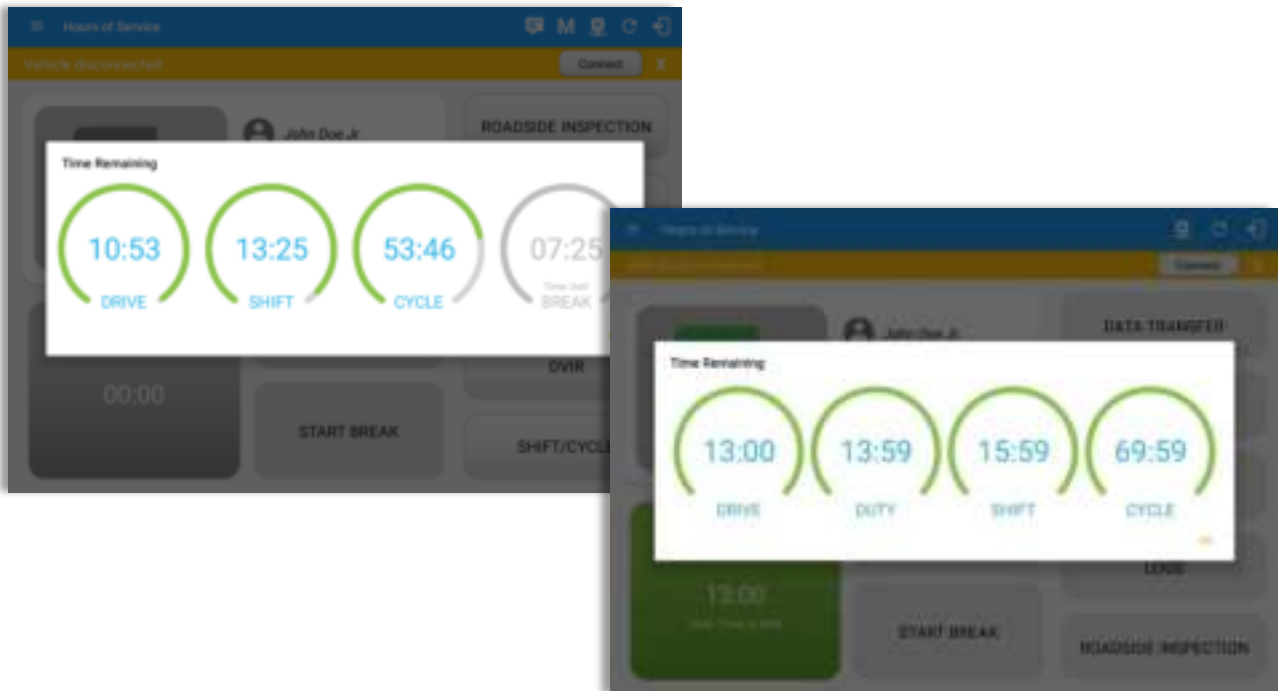 Hours of Service
M
Vehicle disconnected
Connect
X
John Doe Jr
ROADSIDE INSPECTION
Time Remaining
10:53
DRIVE
13:25
SHIFT
53:46
CYCLE
07:25
Time Until
BREAK
00:00
START BREAK
DVIR
SHIFT/CYCL
Hours of Service
Connect
John Doe Jr
DATA TRANSFER
Time Remaining
13:00
DRIVE
13:59
DUTY
15:59
SHIFT
69:59
CYCLE
13:00
START BREAK
LOGS
ROADSIDE INSPECTION